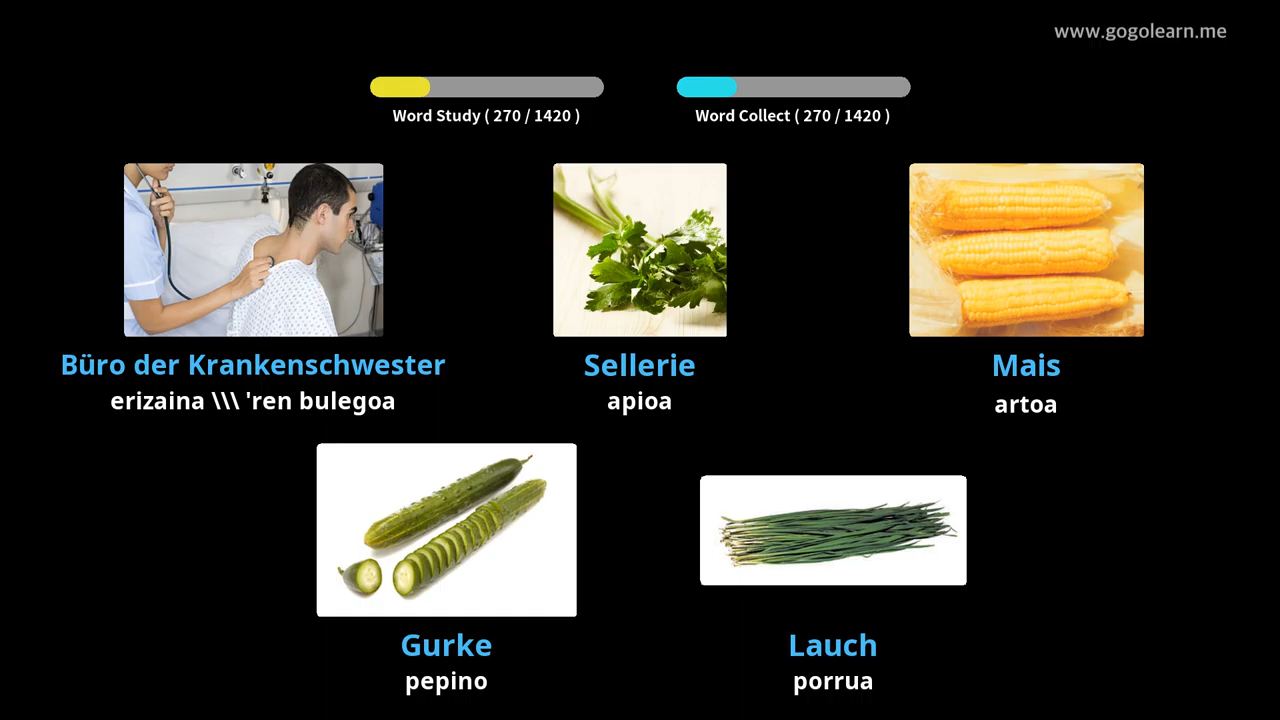 www.gogolearn.me
Word Study ( 270 / 1420 )
Word Collect ( 270 / 1420 )
Büro der Krankenschwester
erizaina \\\ 'ren bulegoa
Sellerie
apioa
Mais
artoa
Gurke
pepino
Lauch
porrua